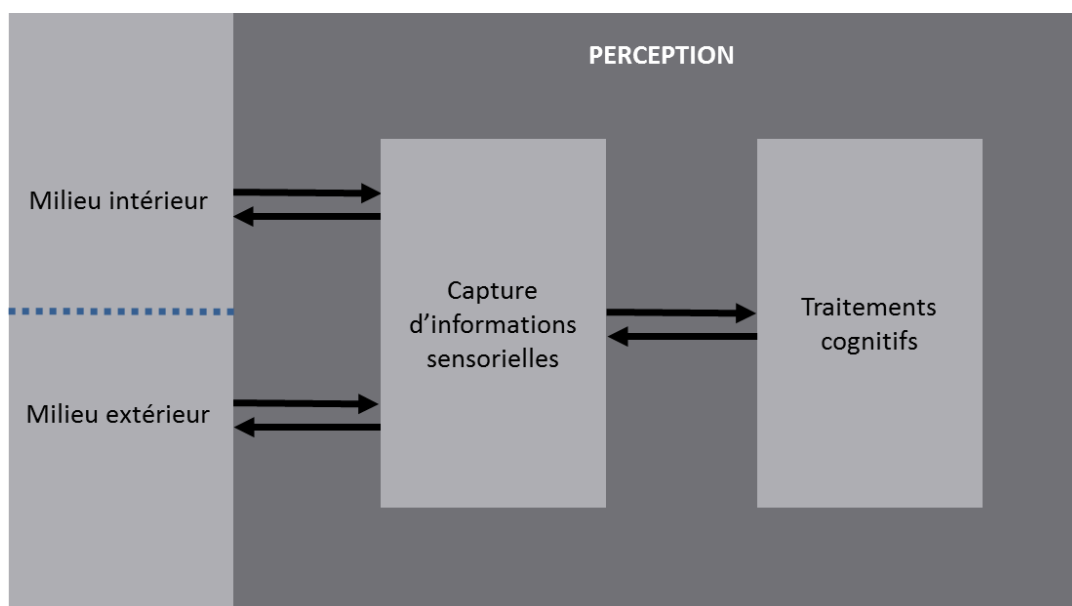 PERCEPTION
Milieu intérieur
Milieu extérieur
Capture
d’informations
sensorielles
Traitements
cognitifs